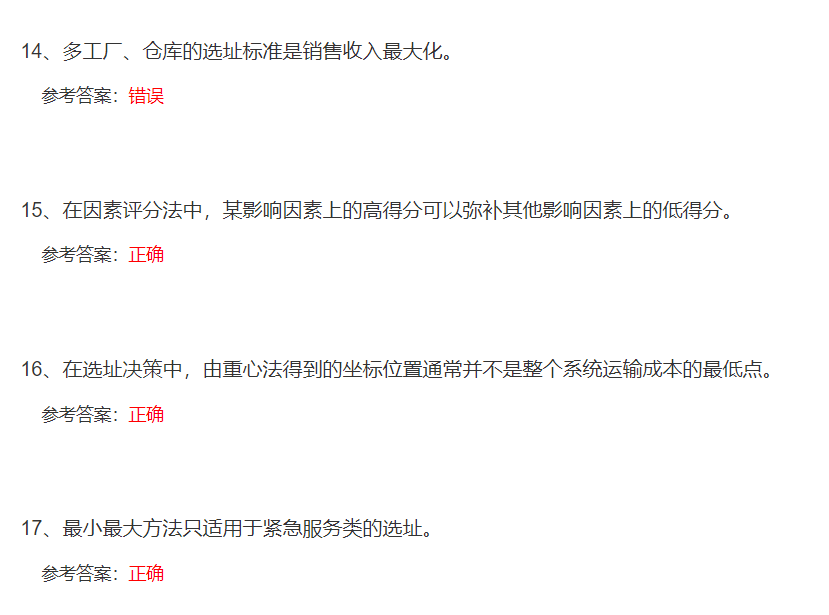 14、多工厂、仓库的选址标准是销售收入最大化。
参考答案：错误
15、在因素评分法中，某影响因素上的高得分可以弥补其他影响因素上的低得分。
参考答案：正确
16、在选址决策中，由重心法得到的坐标位置通常并不是整个系统运输成本的最低点。
参考答案：正确
17、最小最大方法只适用于紧急服务类的选址。
参考答案：正确